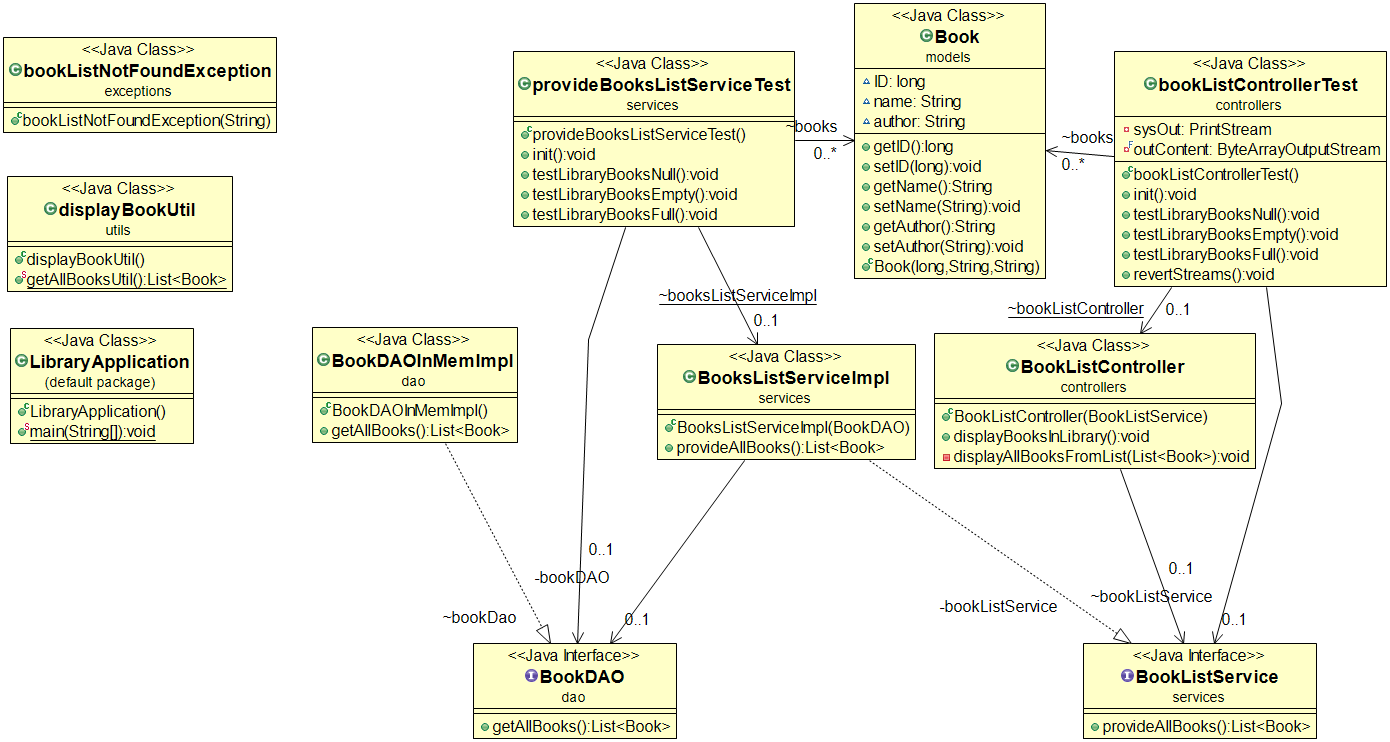 <<Java Class>>
bookListNotFoundException
exceptions
bookListNotFoundException(String)
<<Java Class>>
displayBookUtil
utils
displayBookUtil()
getAllBooksUtil():List<Book>
<<Java Class>>
LibraryApplication
(default package)
LibraryApplication()
main(String[]):void
<<Java Class>>
BookDAOInMemImpl
dao
BookDAOInMemImpl()
getAllBooks():List<Book>
<<Java Class>>
provideBooksListServiceTest
services
provideBooksListServiceTest()
init():void
testLibraryBooksNull():void
testLibraryBooksEmpty():void
testLibraryBooksFull():void
~books
0..*
<<Java Class>>
Book
models
ID: long
name: String
author: String
getID():long
setID(long):void
getName():String
setName(String):void
getAuthor():String
setAuthor(String):void
Book(long,String,String)
~books
0..*
<<Java Class>>
bookListControllerTest
controllers
sysOut: PrintStream
outContent: ByteArrayOutputStream
bookListControllerTest()
init():void
testLibraryBooksNull():void
testLibraryBooksEmpty():void
testLibraryBooksFull():void
revertStreams():void
~booksListServiceImpl
0..1
~bookListController
0..1
<<Java Class>>
BooksListServiceImpl
services
BooksListServiceImpl(BookDAO)
provideAllBooks():List<Book>
<<Java Class>>
BookListController
controllers
BookListController(BookListService)
displayBooksInLibrary():void
displayAllBooksFromList(List<Book>):void
0..1
-bookDAO
~bookDao
0..1
0..1
~bookListService
-bookListService
0..1
<<Java Interface>>
BookDAO
dao
getAllBooks():List<Book>
<<Java Interface>>
BookListService
services
provideAllBooks():List<Book>